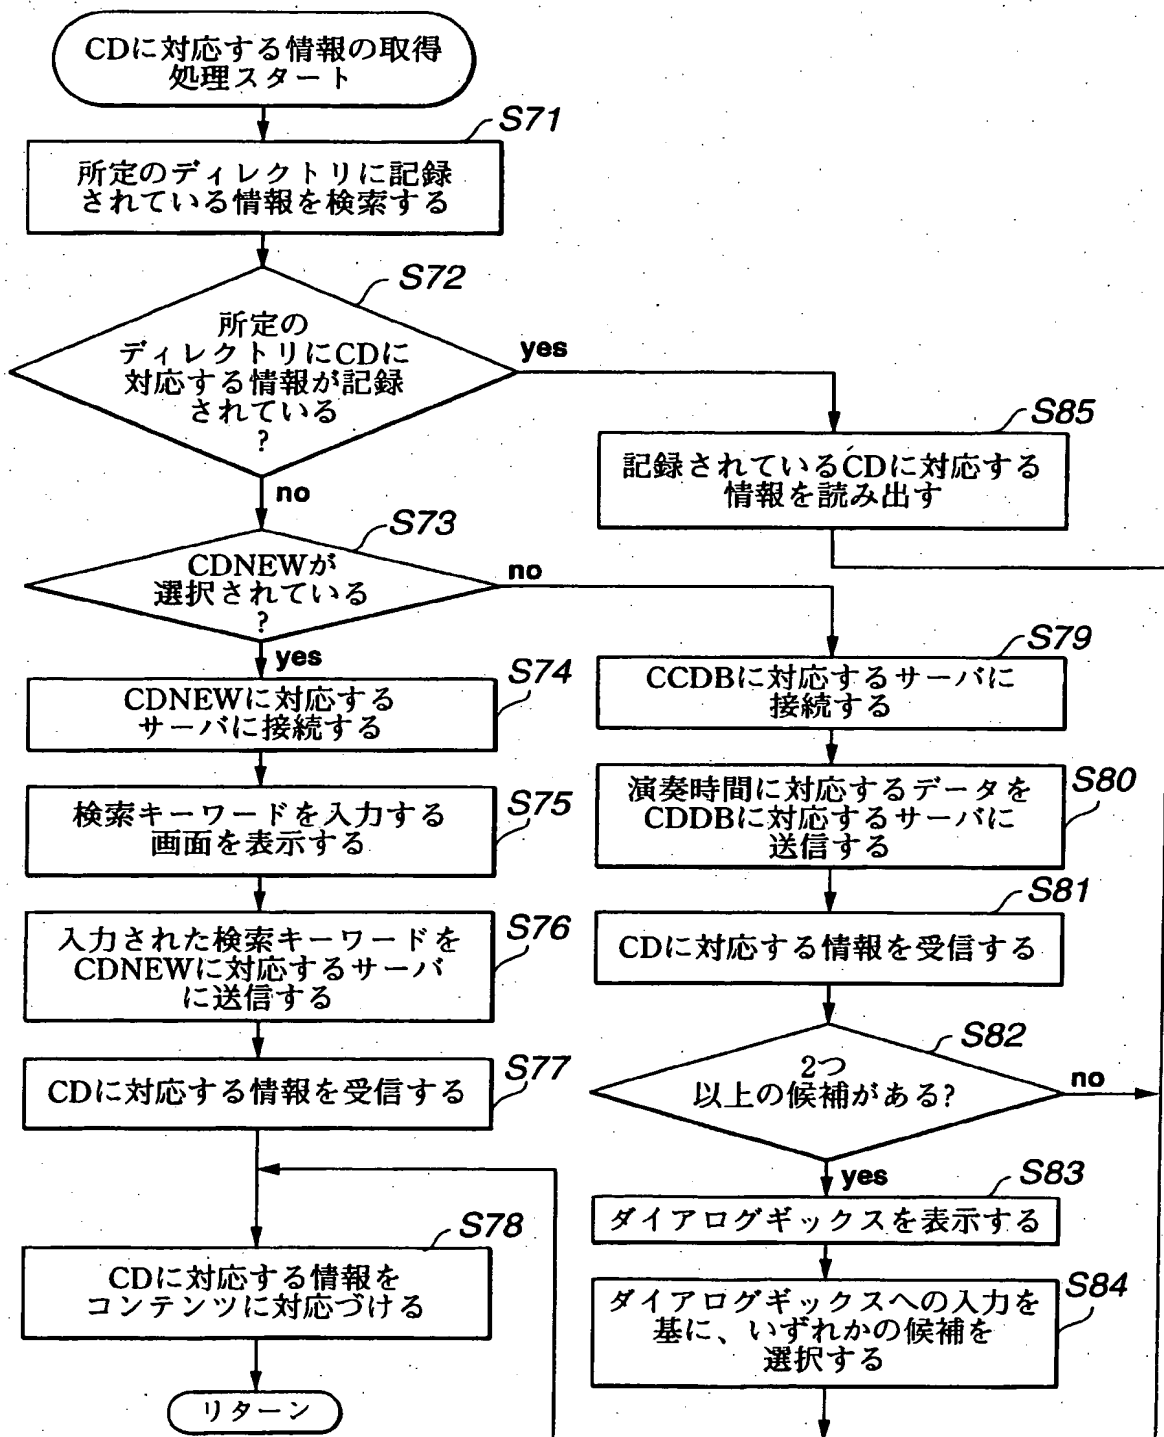 CDに対応する情報の取得
処理スタート
S71
所定のディレクトリに記録
されている情報を検索する
S72
所定の
ディレクトリにCDに
対応する情報が記録
されている
?
yes
no
S85
記録されているCDに対応する
情報を読み出す
S73
CDNEWが
選択されている
?
no
yes
S74
CDNEWに対応する
サーバに接続する
S75
検索キーワードを入力する
画面を表示する
S76
入力された検索キーワードを
CDNEWに対応するサーバ
に送信する
S77
CDに対応する情報を受信する
S78
CDに対応する情報を
コンテンツに対応づける
リターン
S79
CCDBに対応するサーバに
接続する
S80
演奏時間に対応するデータを
CDDBに対応するサーバに
送信する
S81
CDに対応する情報を受信する
S82
2つ
以上の候補がある?
no
yes
S83
ダイアログギックスを表示する
S84
ダイアログギックスへの入力を
基に、いずれかの候補を
選択する